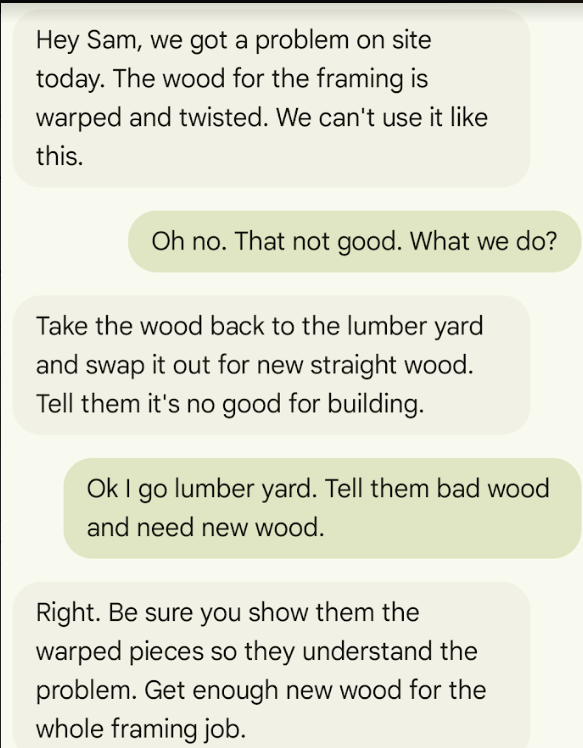 Hey Sam, we got a problem on site
today. The wood for the framing is
warped and twisted. We can't use it like
this.
Oh no. That not good. What we do?
Take the wood back to the lumber yard
and swap it out for new straight wood.
Tell them it's no good for building.
Ok I go lumber yard. Tell them bad wood
and need new wood.
Right. Be sure you show them the
warped pieces so they understand the
problem. Get enough new wood for the
whole framing job.